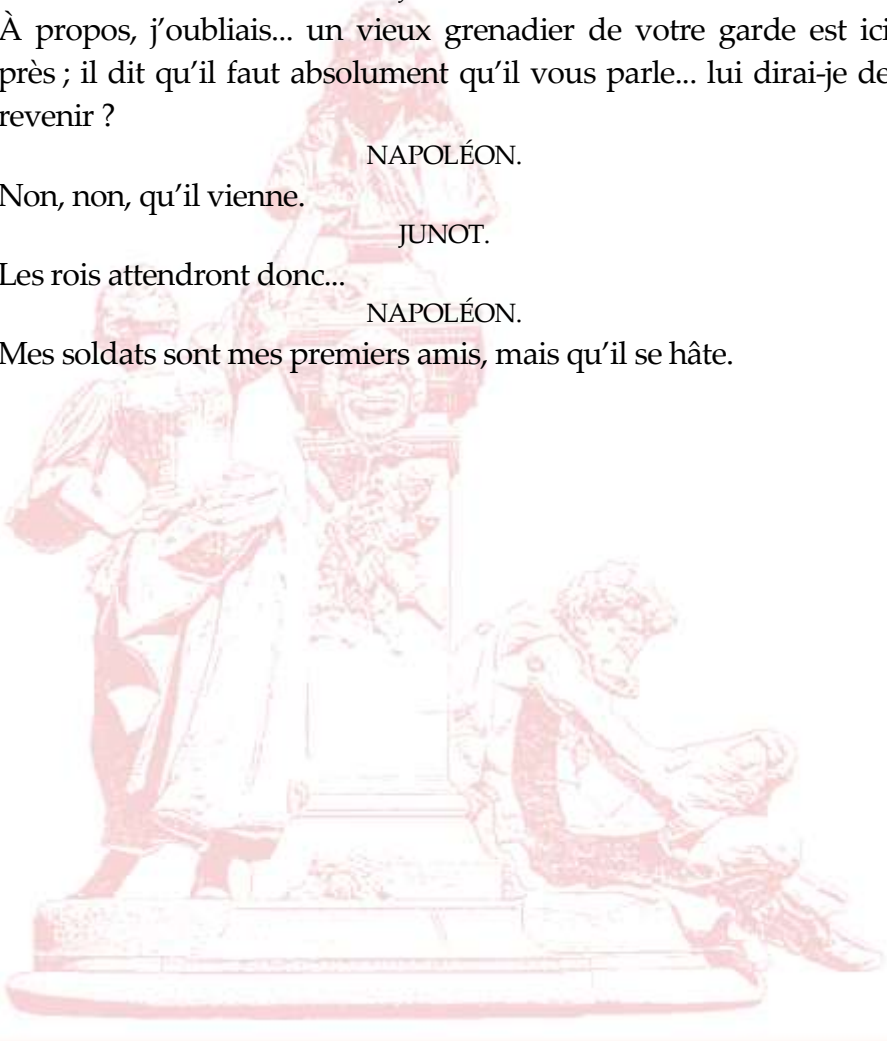 À propos, j’oubliais... un vieux grenadier de votre garde est ici
près ; il dit qu’il faut absolument qu’il vous parle... lui dirai-je de
revenir ?
NAPOLÉON.
Non, non, qu’il vienne.
JUNOT.
Les rois attendront donc...
NAPOLÉON.
Mes soldats sont mes premiers amis, mais qu’il se hâte.